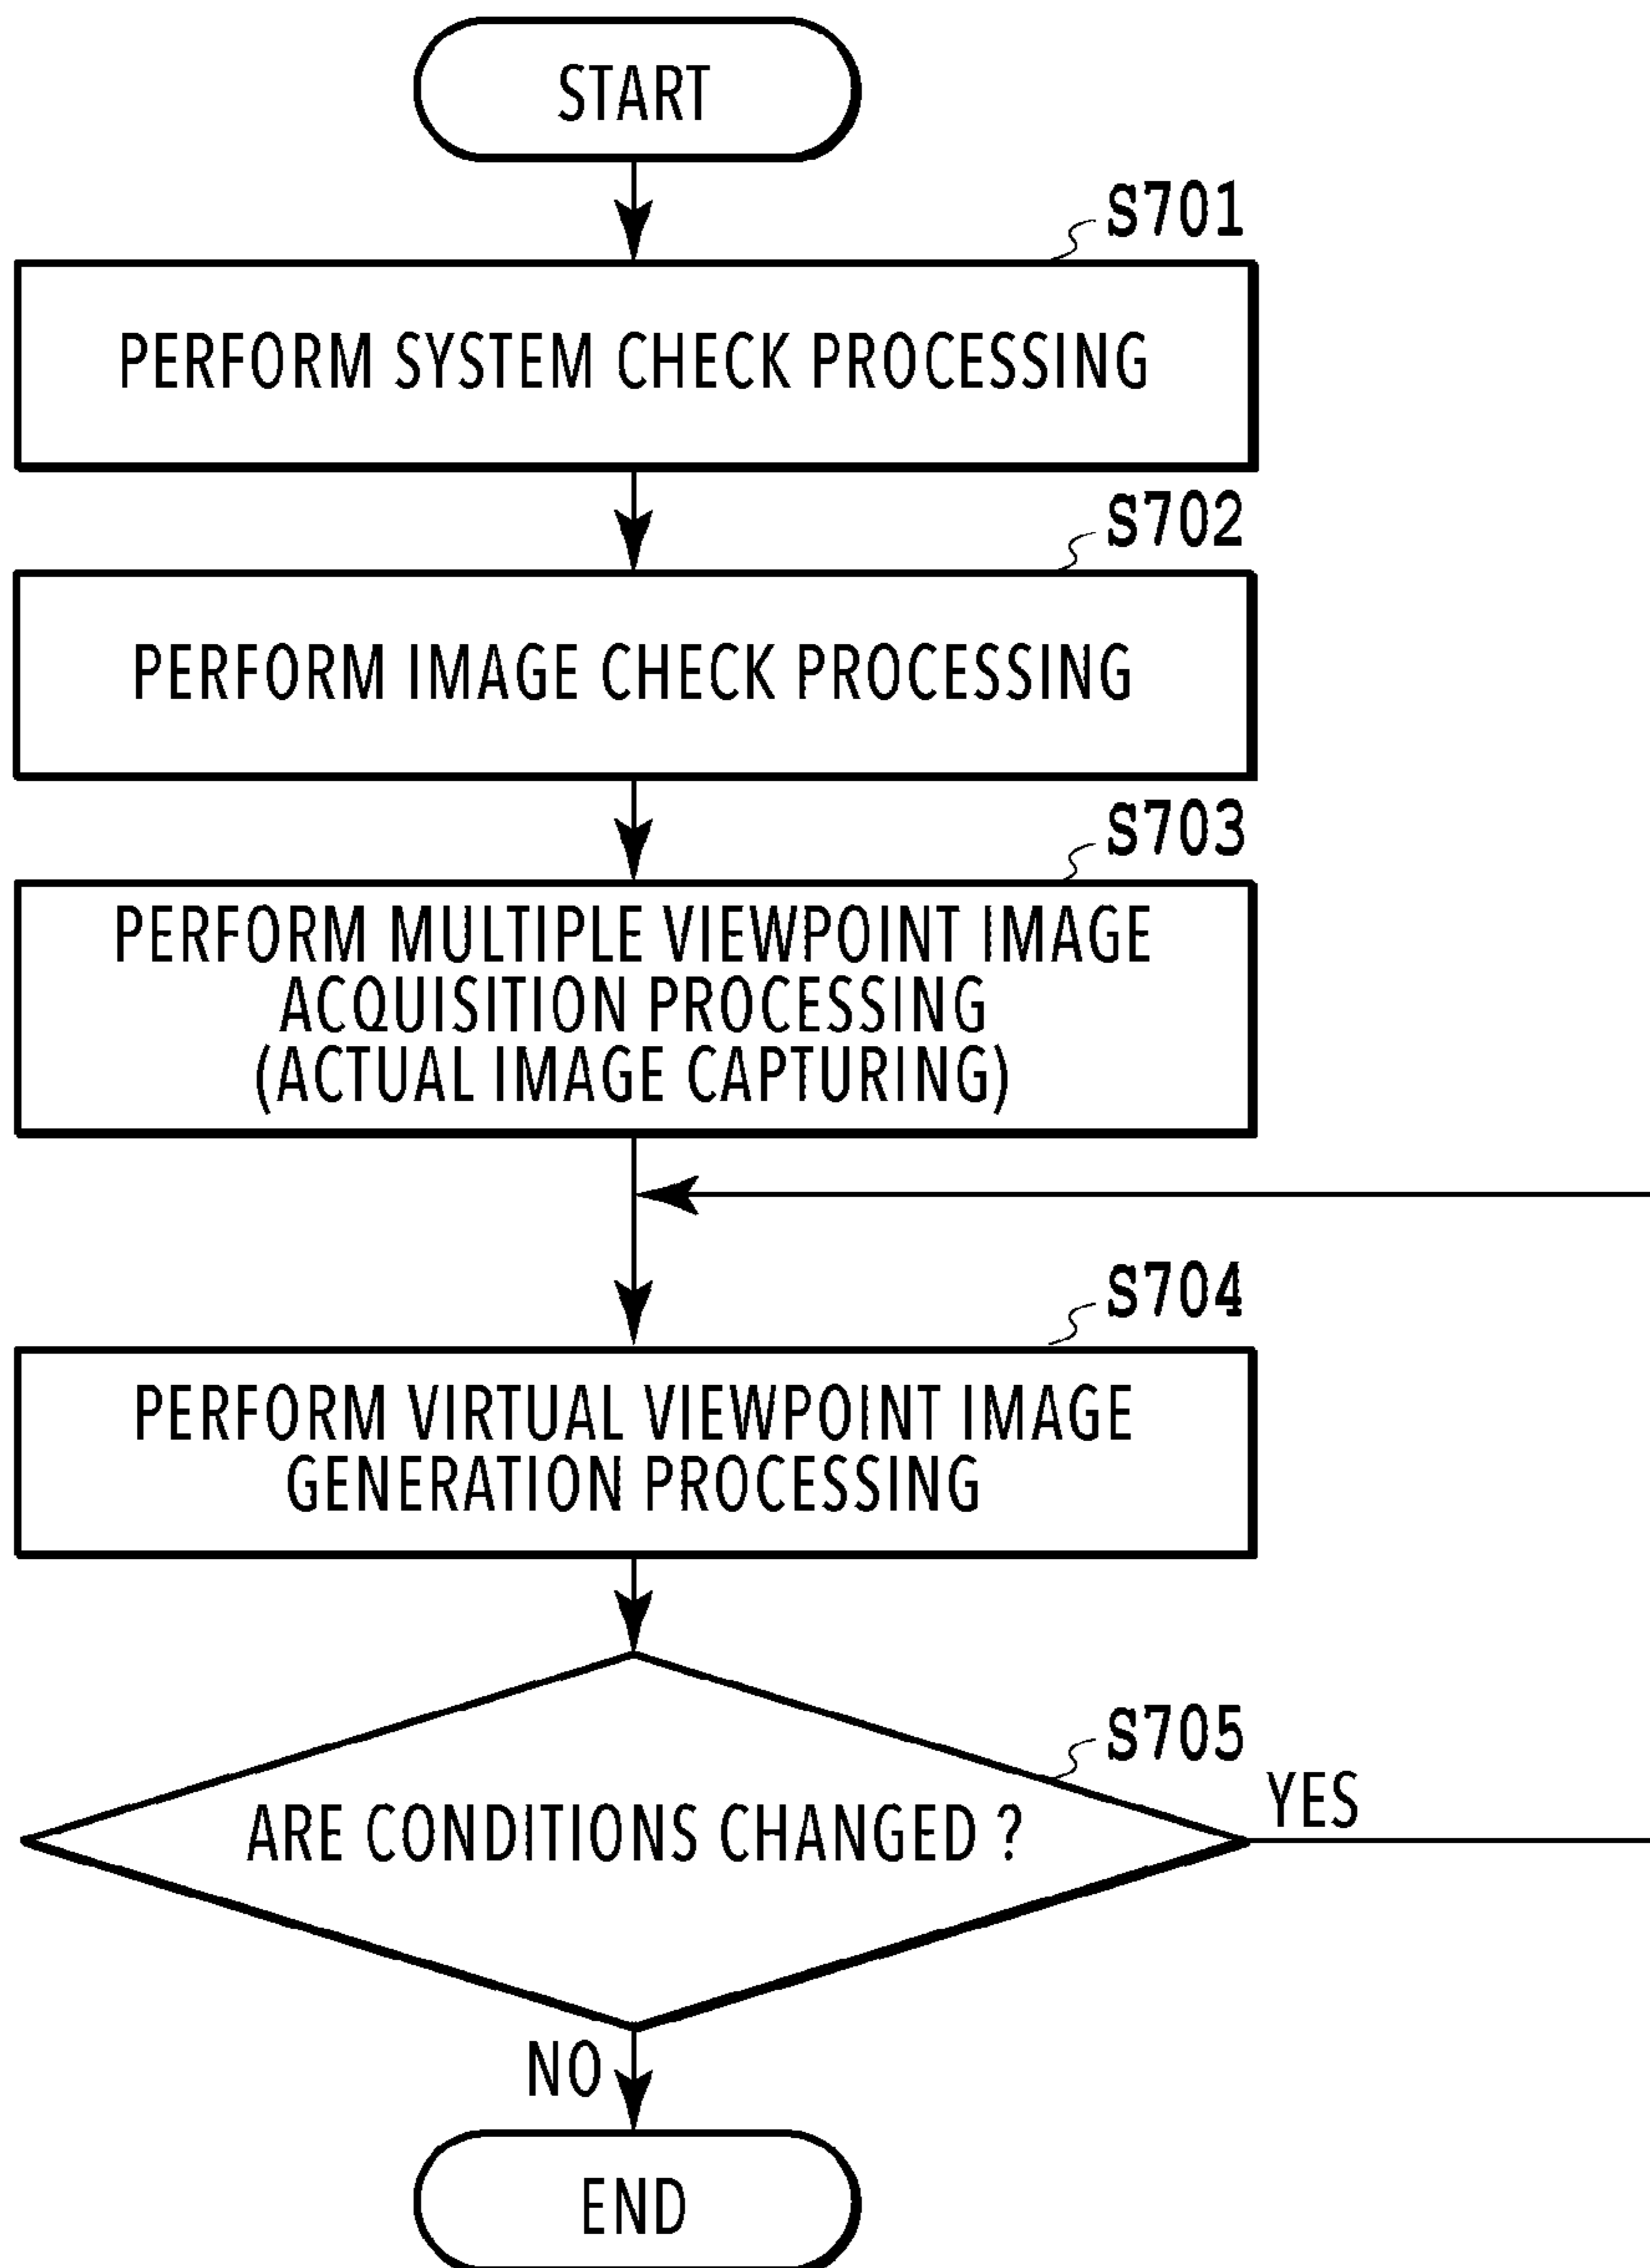 START
S701
PERFORM SYSTEM CHECK PROCESSING
S702
PERFORM IMAGE CHECK PROCESSING
S703
PERFORM MULTIPLE VIEWPOINT IMAGE
ACQUISITION PROCESSING
(ACTUAL IMAGE CAPTURING)
S704
PERFORM VIRTUAL VIEWPOINT IMAGE
GENERATION PROCESSING
S705
YES
ARE CONDITIONS CHANGED ?
NO
END